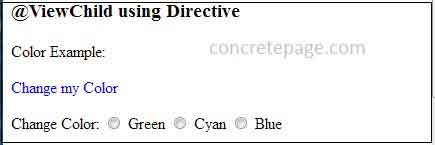 @ViewChild using Directive
Color Example:
concretepage.com
Change my Color
Change Color: Green Cyan Blue